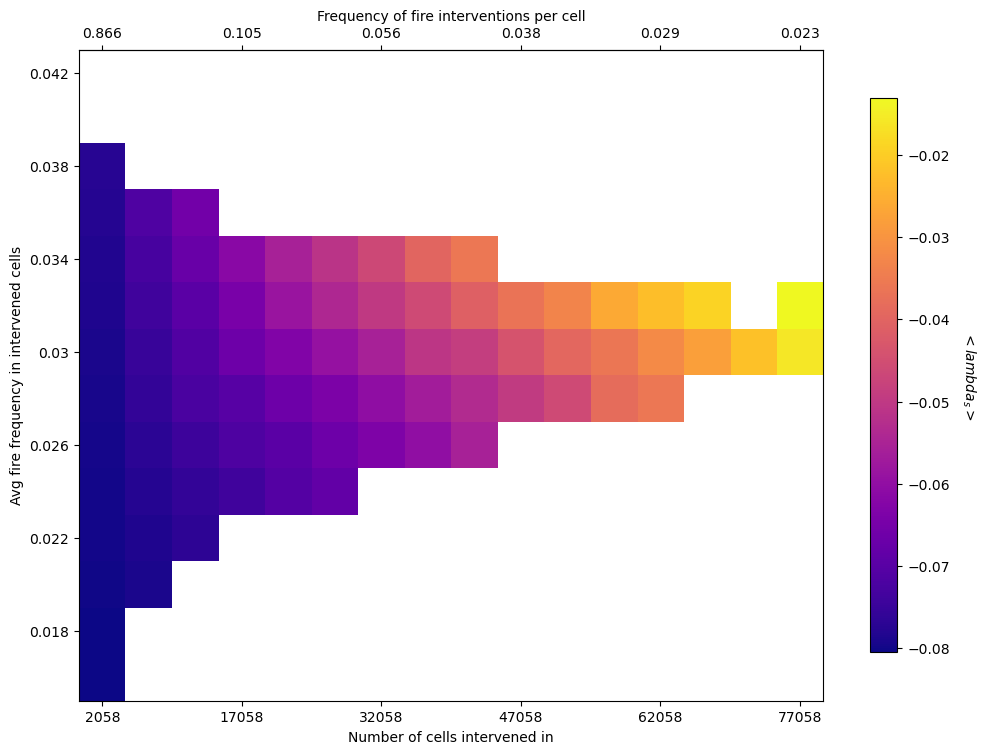 Frequency of fire interventions per cell
0.866 0.105 0.056 0.038 0.029 0.023
0.042
0.038
0.034
0.03
0.026
0.022
0.018
Avg fire frequency in intervened cells
2058 17058 32058 47058 62058 77058
Number of cells intervened in
−0.02
−0.03
−0.04
−0.05
−0.06
−0.07
−0.08
< lambda_s >